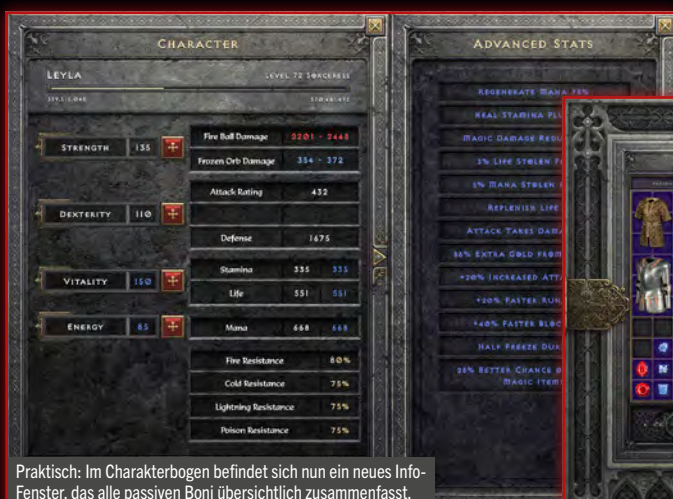 CHARACTER
LEYLA LEVEL 72 SORCERESS
STRENGTH 135
DEXTERITY 110
VITALITY 150
ENERGY 85
Fire Ball Damage 2201 - 2448
Frozen Orb Damage 354 - 372
Attack Rating 432
Defense 1675
Stamina 335 335
Life 551 551
Mana 668 668
Fire Resistance 80%
Cold Resistance 75%
Lightning Resistance 75%
Poison Resistance 75%
ADVANCED STATS
REGENERATE MANA
HEAL STAMINA
MAGIC DAMAGE
LIFE STOLEN
MANA STOLEN
REPLENISH LIFE
ATTACK TAKES
EXTRA GOLD FROM
+20% INCREASED
+20% FASTER
+40% FASTER
HALF FREEZE
BETTER CHANCE
MAGIC
Praktisch: Im Charakterbogen befindet sich nun ein neues Info-
Fenster, das alle passiven Boni übersichtlich zusammenfasst.